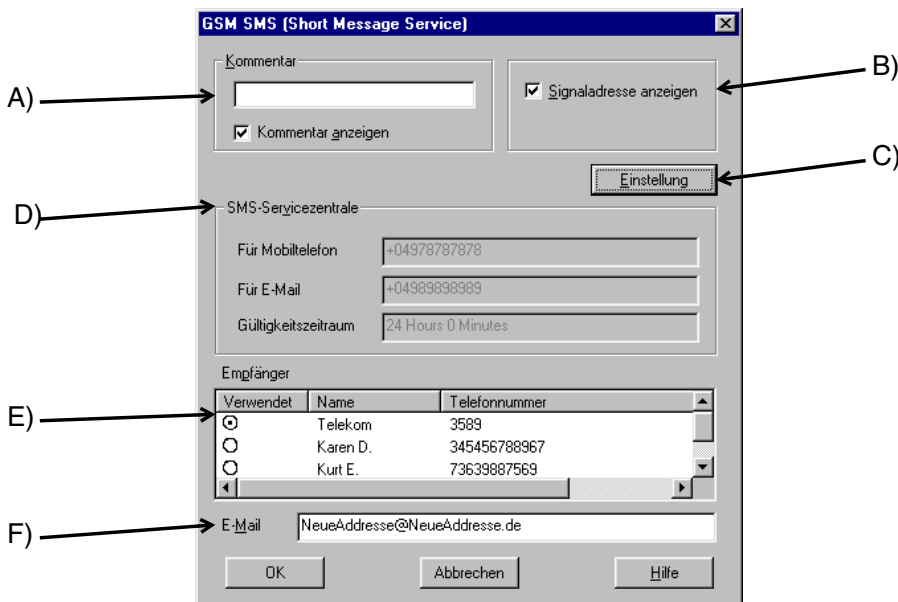 GSM SMS (Short Message Service)
Kommentar
A)
B)
Signaladresse anzeigen
Kommentar anzeigen
C)
Einstellung
D)
SMS-Servicezentrale
Für Mobiltelefon +04978787878
Für E-Mail +04989898989
Gültigkeitszeitraum 24 Hours 0 Minutes
Empfänger
Verwendet Name Telefonnummer
E)
Telekom 3589
Karen D. 345456788967
Kurt E. 73639887569
F)
E-Mail NeueAddresse@NeueAddresse.de
OK Abbrechen Hilfe